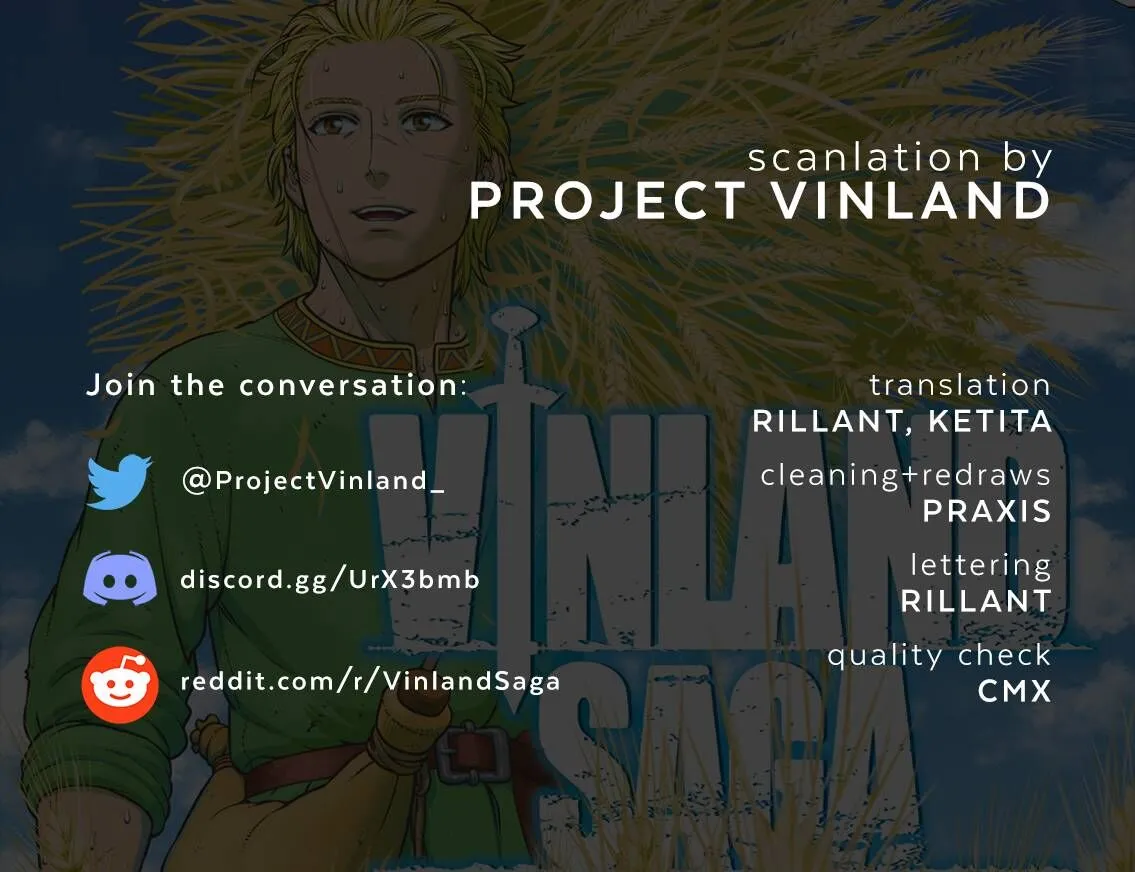 scanlation by
PROJECT VINLAND
Join the conversation:
@ProjectVinland_
discord.gg/UrX3bmb
reddit.com/r/VinlandSaga
translation
RILLANT, KETITA
cleaning+redraws
PRAXIS
lettering
RILLANT
quality check
CMX
VINLAND
SAGA